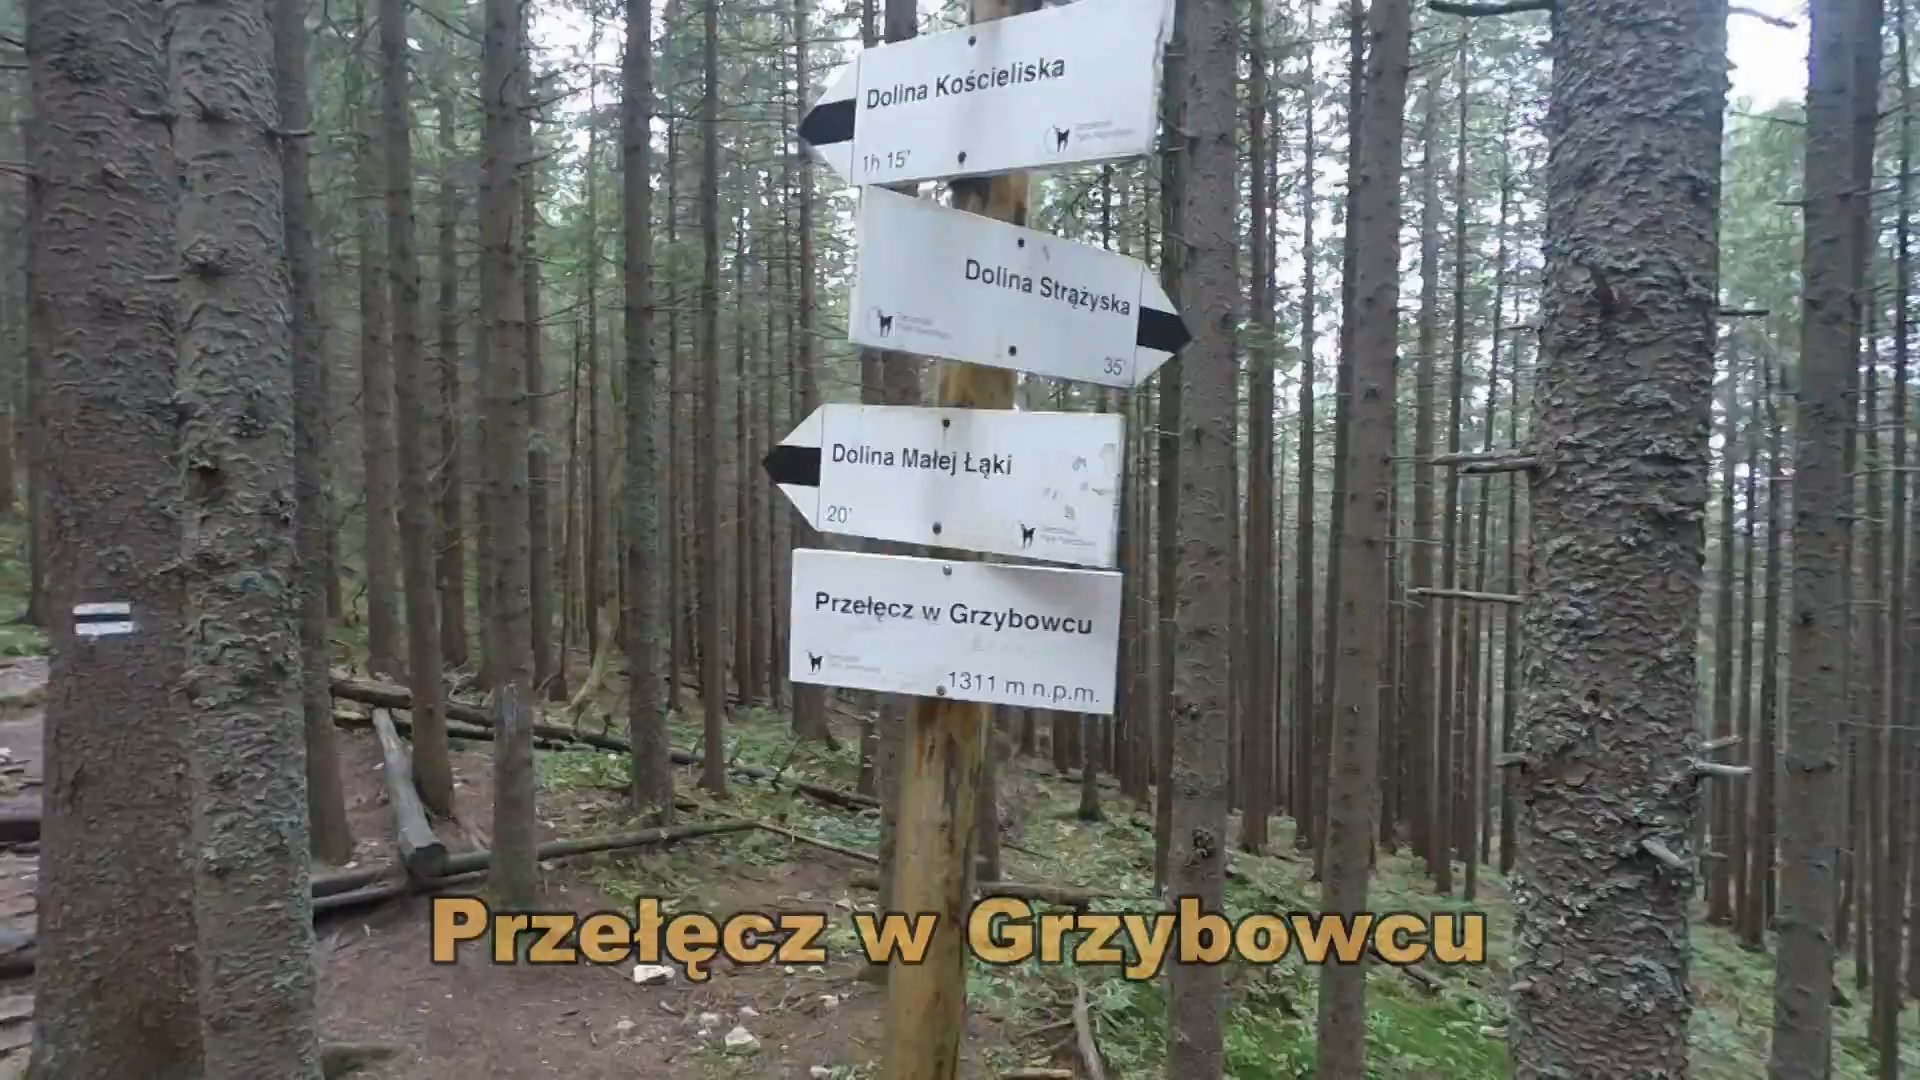 Dolina Kościeliska
1h 15'
Dolina Strążyska
35'
Dolina Małej Łąki
20'
Przełęcz w Grzybowcu
1311 m n.p.m.
Przełęcz w Grzybowcu